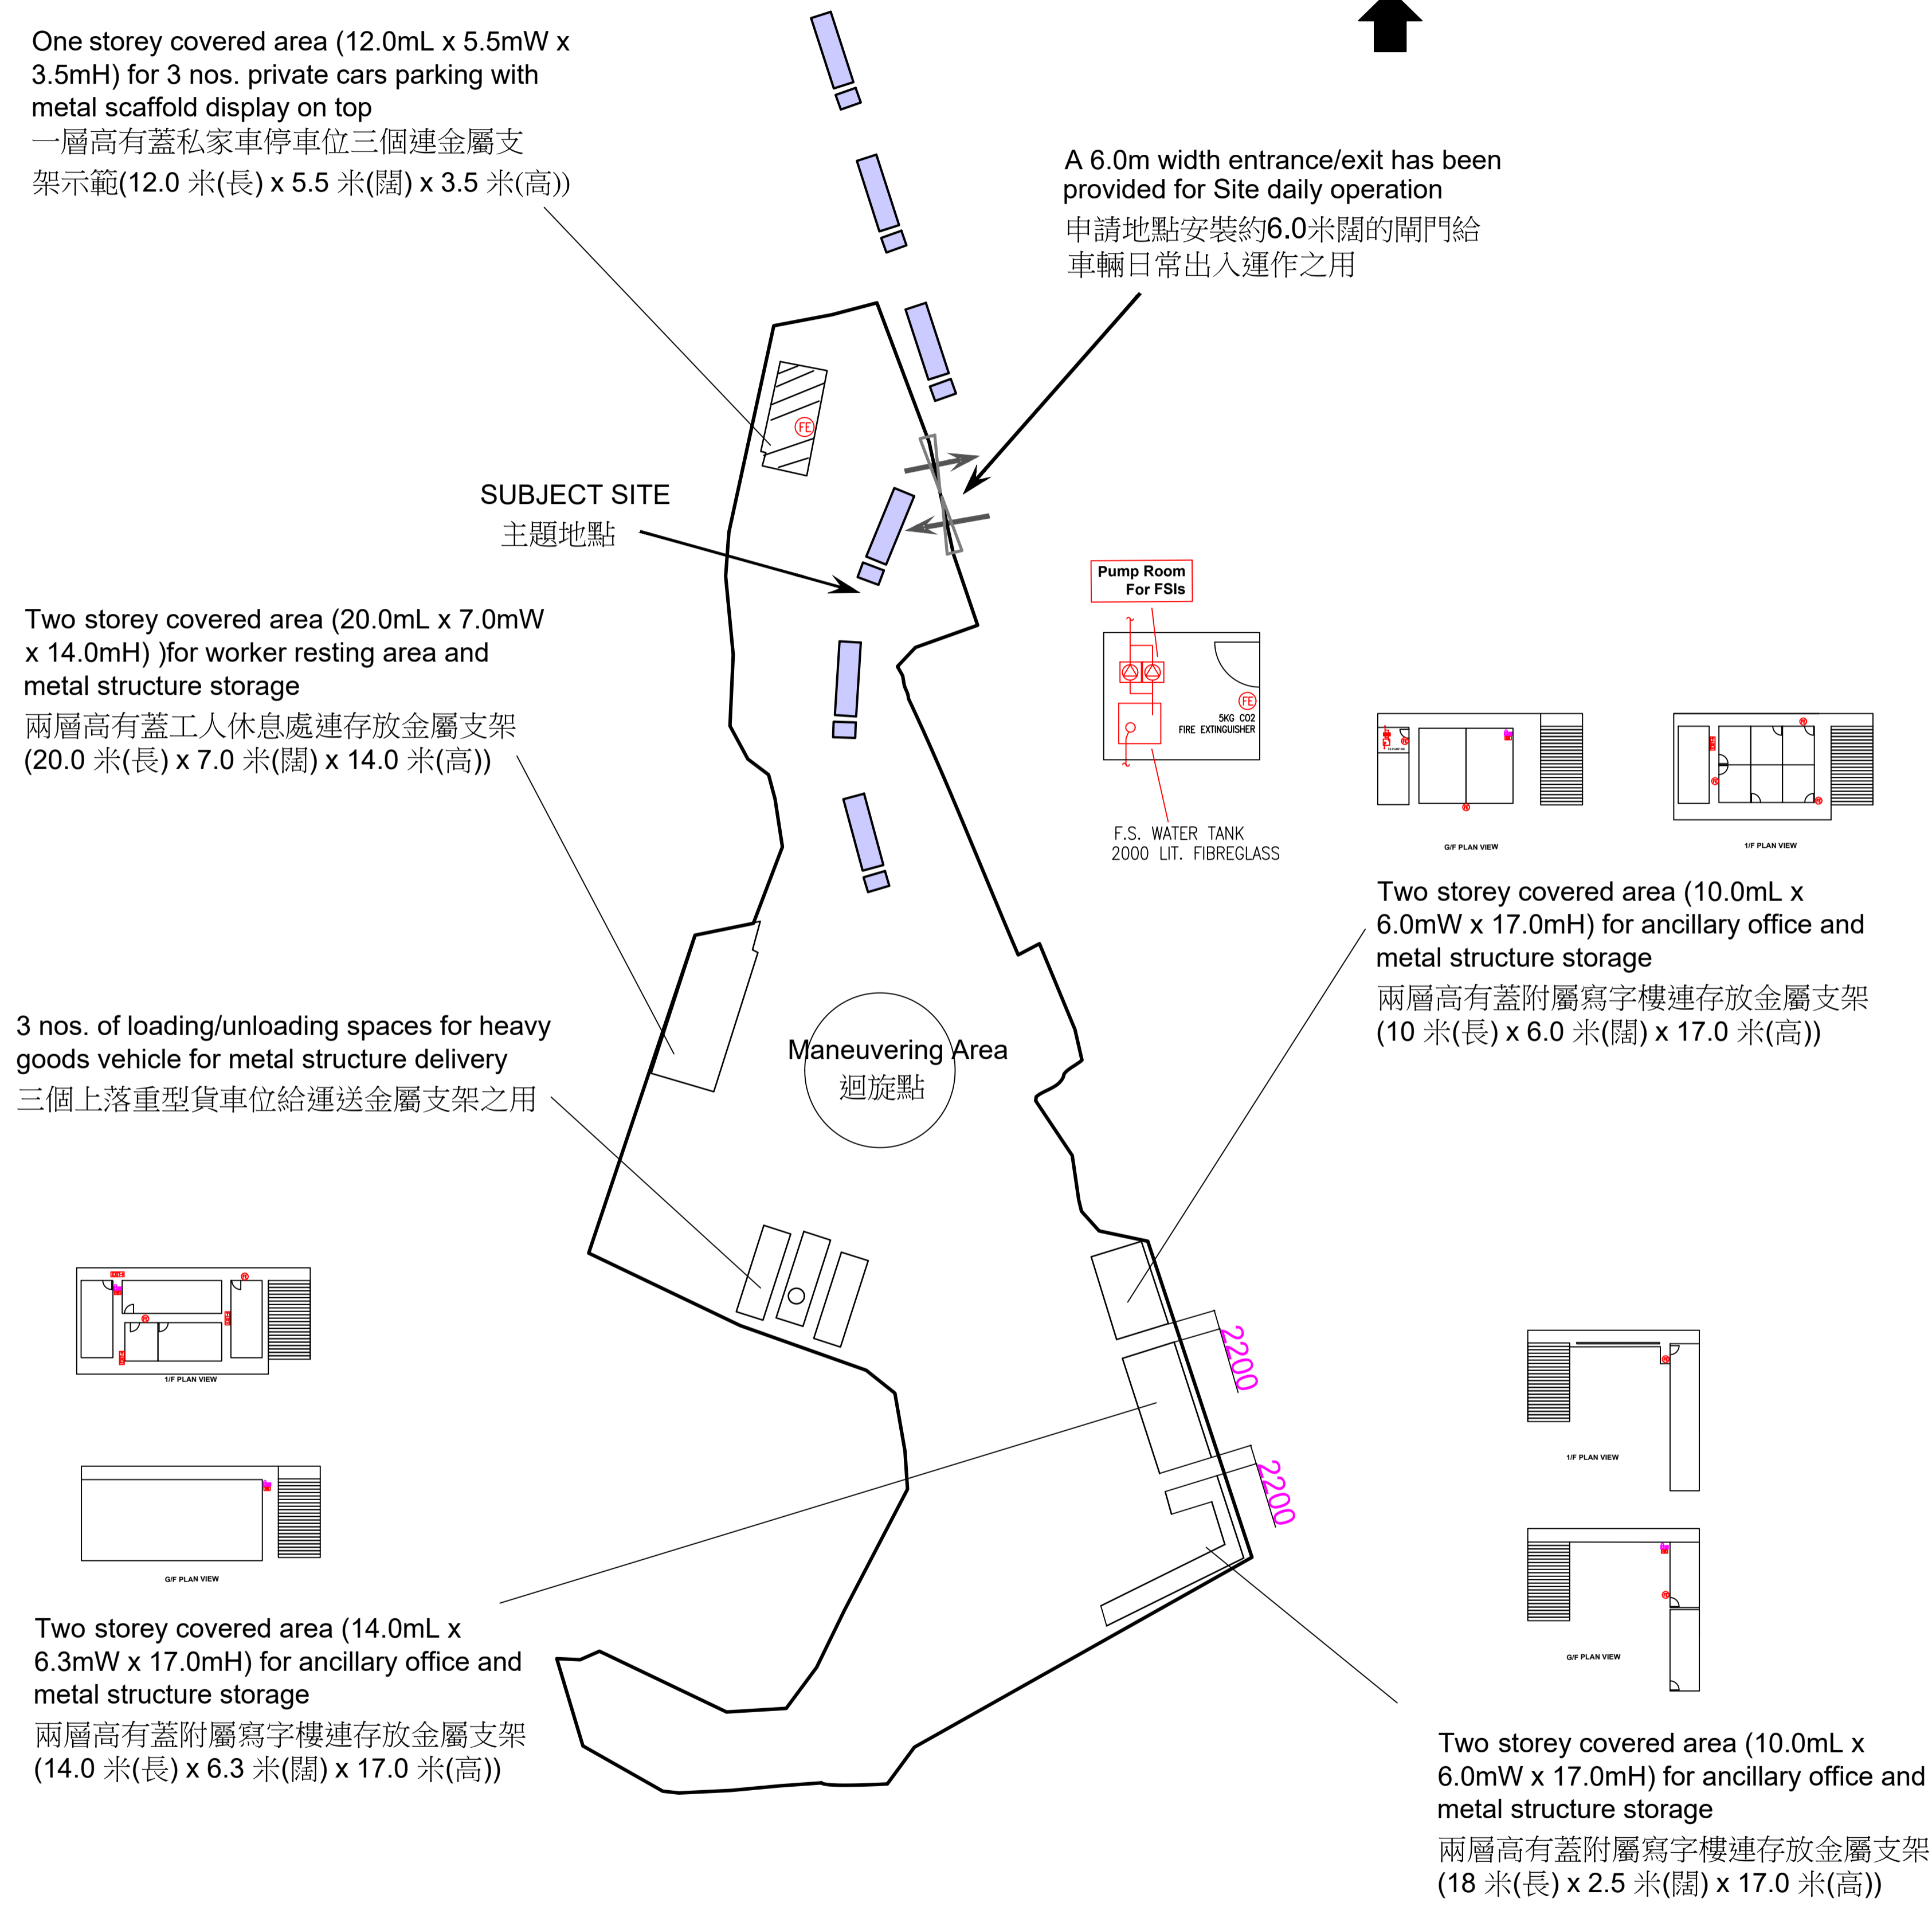 One storey covered area (12.0mL x 5.5mW x
3.5mH) for 3 nos. private cars parking with
metal scaffold display on top
一層高有蓋私家車停車位三個連金屬支
架示範(12.0 米(長) x 5.5 米(闊) x 3.5 米(高))
A 6.0m width entrance/exit has been
provided for Site daily operation
申請地點安裝約6.0米闊的閘門給
車輛日常出入運作之用
FE
SUBJECT SITE
主題地點
Pump Room
For FSIs
FE
5KG CO2
FIRE EXTINGUISHER
F.S. WATER TANK
2000 LIT. FIBREGLASS
Two storey covered area (20.0mL x 7.0mW
x 14.0mH) )for worker resting area and
metal structure storage
兩層高有蓋工人休息處連存放金屬支架
(20.0 米(長) x 7.0 米(闊) x 14.0 米(高))
G/F PLAN VIEW
1/F PLAN VIEW
Two storey covered area (10.0mL x
6.0mW x 17.0mH) for ancillary office and
metal structure storage
兩層高有蓋附屬寫字樓連存放金屬支架
(10 米(長) x 6.0 米(闊) x 17.0 米(高))
3 nos. of loading/unloading spaces for heavy
goods vehicle for metal structure delivery
三個上落重型貨車位給運送金屬支架之用
Maneuvering Area
迴旋點
2200
2200
1/F PLAN VIEW
G/F PLAN VIEW
Two storey covered area (14.0mL x
6.3mW x 17.0mH) for ancillary office and
metal structure storage
兩層高有蓋附屬寫字樓連存放金屬支架
(14.0 米(長) x 6.3 米(闊) x 17.0 米(高))
1/F PLAN VIEW
G/F PLAN VIEW
Two storey covered area (10.0mL x
6.0mW x 17.0mH) for ancillary office and
metal structure storage
兩層高有蓋附屬寫字樓連存放金屬支架
(18 米(長) x 2.5 米(闊) x 17.0 米(高))